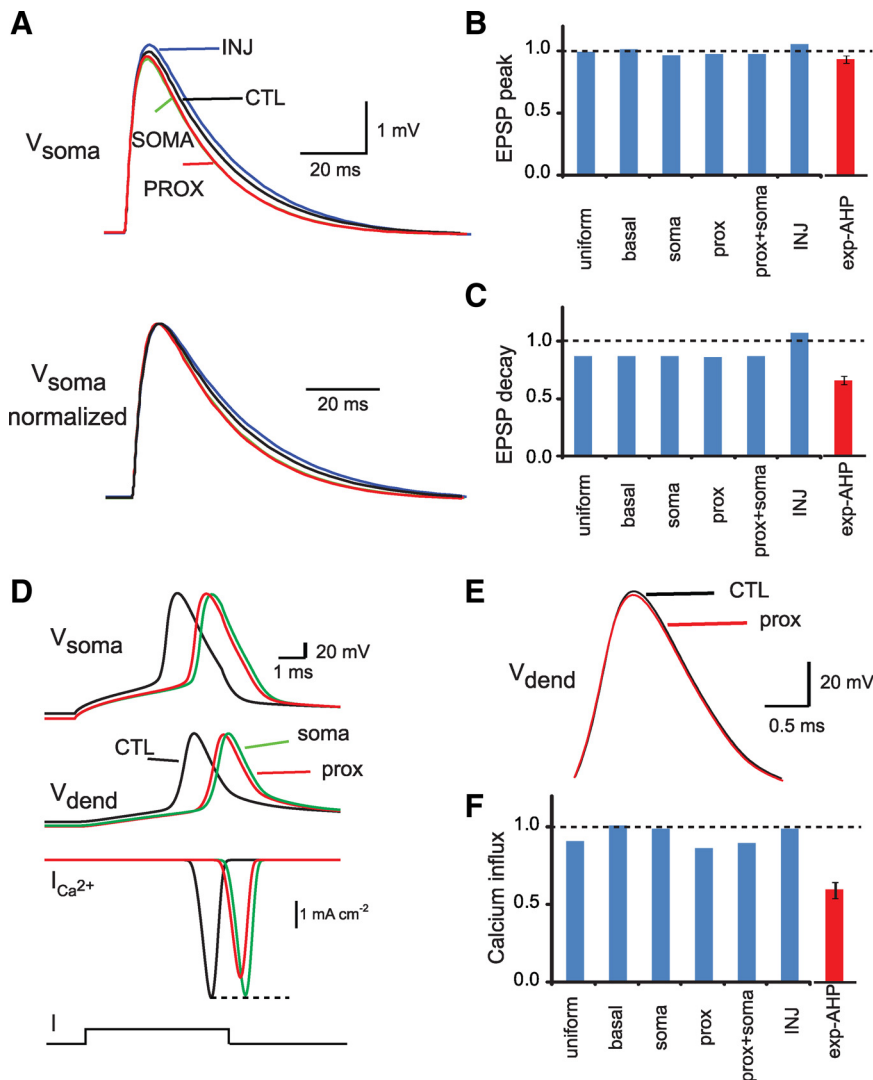 A
INJ
CTL
SOMA
PROX
Vsoma
1 mV
20 ms
Vsoma
normalized
20 ms
B
EPSP peak
1.0
0.5
0.0
uniform
basal
soma
prox
prox+soma
INJ
exp-AHP
C
EPSP decay
1.0
0.5
0.0
uniform
basal
soma
prox
prox+soma
INJ
exp-AHP
D
Vsoma
20 mV
1 ms
CTL
soma
prox
Vdend
ICa2+
1 mA cm-2
I
E
CTL
prox
Vdend
20 mV
0.5 ms
F
Calcium influx
1.0
0.5
0.0
uniform
basal
soma
prox
prox+soma
INJ
exp-AHP